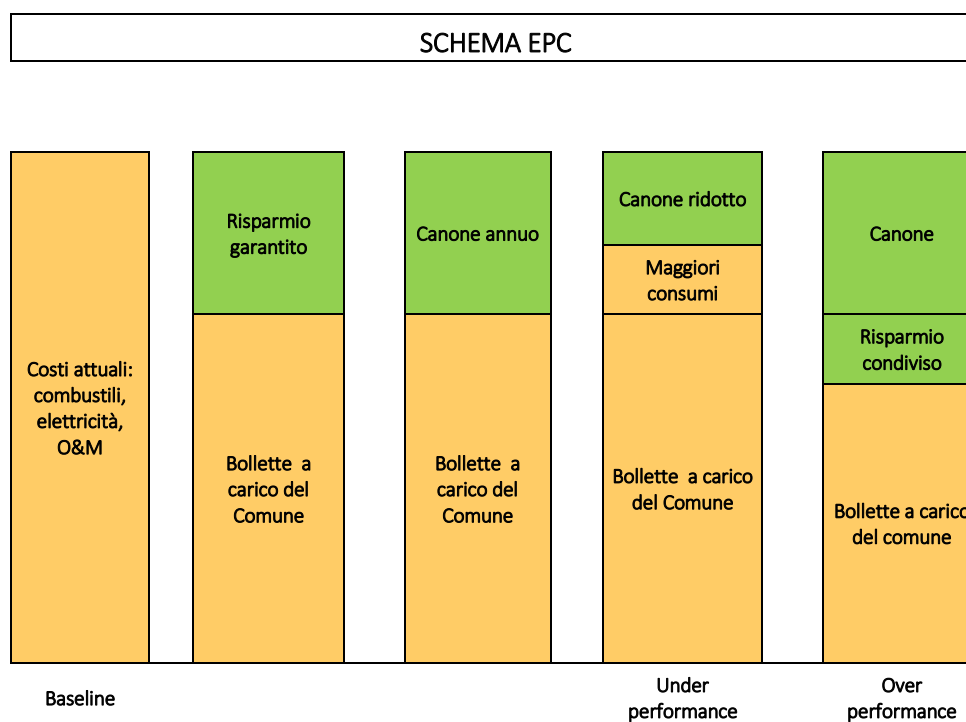 SCHEMA EPC
Costi attuali:
combustili,
elettricità,
O&M
Risparmio
garantito
Bollette a
carico del
Comune
Canone annuo
Bollette a
carico del
Comune
Canone ridotto
Maggiori
consumi
Bollette a carico
del Comune
Canone
Risparmio
condiviso
Bollette a carico
del comune
Baseline
Under
performance
Over
performance